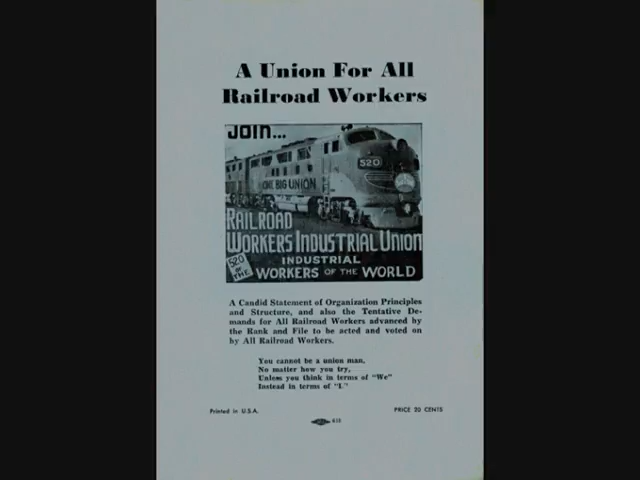 A Union For All
Railroad Workers
JOIN...
520
ONE BIG UNION
RAILROAD
WORKERS INDUSTRIAL UNION
520
OF THE
INDUSTRIAL
WORKERS OF THE WORLD
A Candid Statement of Organization Principles
and Structure, and also the Tentative De-
mands for All Railroad Workers advanced by
the Rank and File to be acted and voted on
by All Railroad Workers.
You cannot be a union man,
No matter how you try,
Unless you think in terms of "We"
Instead in terms of "I."
Printed in U.S.A.
PRICE 20 CENTS